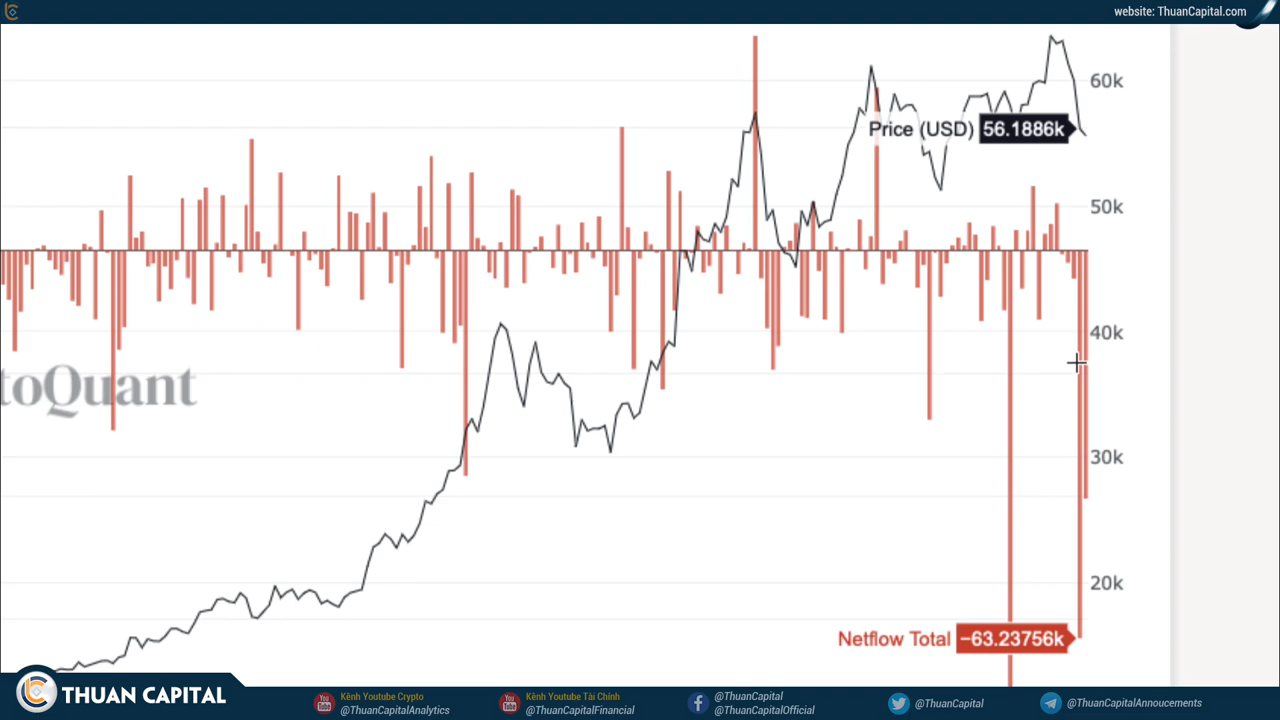 website: ThuanCapital.com
60k
Price (USD) 56.1886k
50k
40k
toQuant
30k
20k
Netflow Total −63.23756k
THUAN CAPITAL
Kênh Youtube Crypto
@ThuanCapitalAnalytics
Kênh Youtube Tài Chính
@ThuanCapitalFinancial
@ThuanCapital
@ThuanCapitalOfficial
@ThuanCapital
@ThuanCapitalAnnoucements